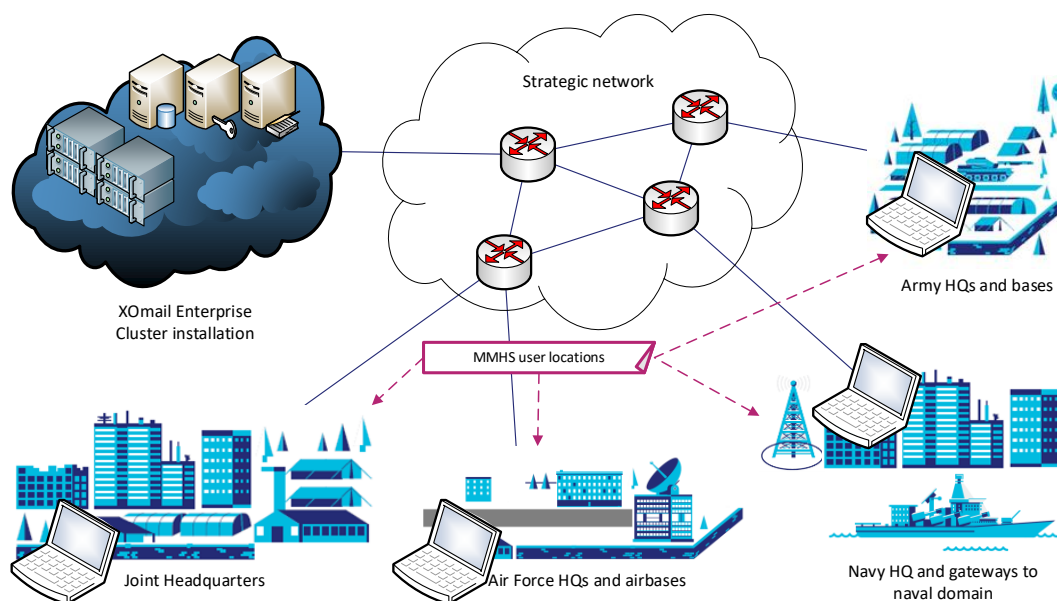 Strategic network
XOmail Enterprise
Cluster installation
Army HQs and bases
MMHS user locations
Joint Headquarters
Air Force HQs and airbases
Navy HQ and gateways to
naval domain